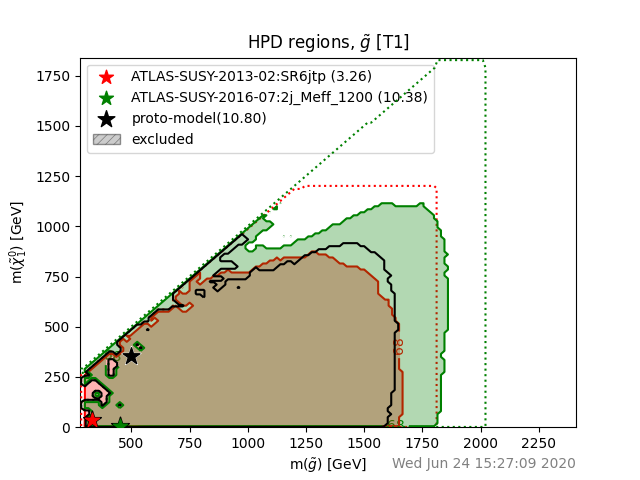 HPD regions, g̃ [T1]
ATLAS-SUSY-2013-02:SR6jtp (3.26)
ATLAS-SUSY-2016-07:2j_Meff_1200 (10.38)
proto-model(10.80)
excluded
m(χ̃⁰₁) [GeV]
1750
1500
1250
1000
750
500
250
0
68
500
750
1000
1250
1500
1750
2000
2250
m(g̃) [GeV]
Wed Jun 24 15:27:09 2020